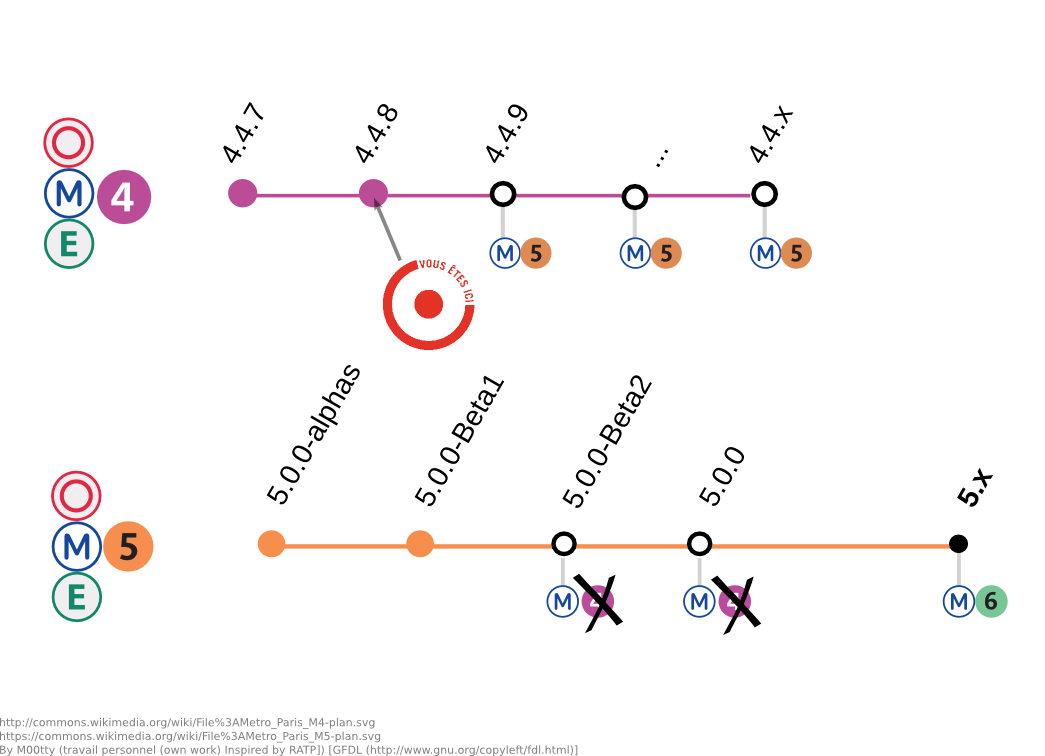 4.4.7
4.4.8
4.4.9
...
4.4.x
M 4
E
M 5
M 5
M 5
VOUS ÊTES ICI
5.0.0-alphas
5.0.0-Beta1
5.0.0-Beta2
5.0.0
5.x
M 5
E
M
M
M 6
http://commons.wikimedia.org/wiki/File%3AMetro_Paris_M4-plan.svg
https://commons.wikimedia.org/wiki/File%3AMetro_Paris_M5-plan.svg
By M00tty (travail personnel (own work) Inspired by RATP]) [GFDL (http://www.gnu.org/copyleft/fdl.html)]